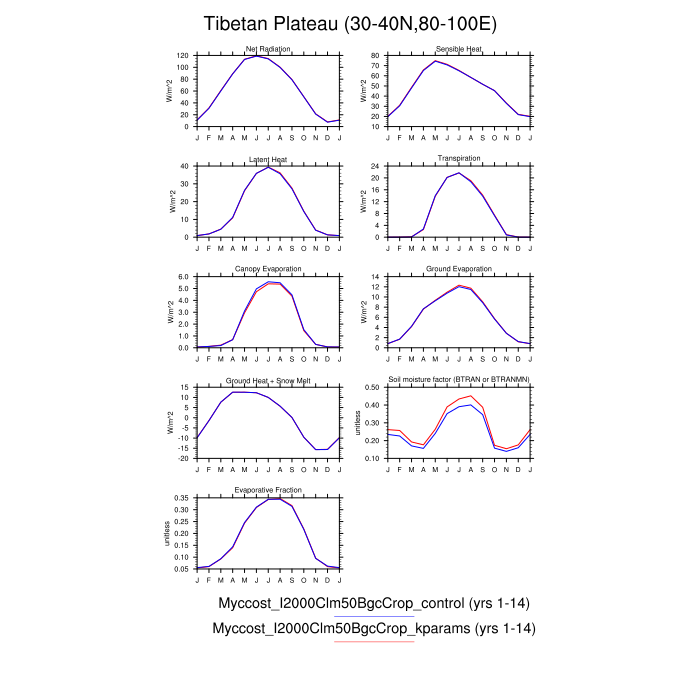 Tibetan Plateau (30-40N,80-100E)
Net Radiation
W/m^2
120
100
80
60
40
20
0
J F M A M J J A S O N D J
Sensible Heat
80
70
60
50
40
30
20
10
J F M A M J J A S O N D J
Latent Heat
W/m^2
40
30
20
10
0
J F M A M J J A S O N D J
Transpiration
W/m^2
24
20
16
12
8
4
0
J F M A M J J A S O N D J
Canopy Evaporation
W/m^2
6.0
5.0
4.0
3.0
2.0
1.0
0.0
J F M A M J J A S O N D J
Ground Evaporation
W/m^2
14
12
10
8
6
4
2
0
J F M A M J J A S O N D J
Ground Heat + Snow Melt
W/m^2
15
10
5
0
-5
-10
-15
-20
J F M A M J J A S O N D J
Soil moisture factor (BTRAN or BTRANMN)
unitless
0.50
0.40
0.30
0.20
0.10
J F M A M J J A S O N D J
Evaporative Fraction
unitless
0.35
0.30
0.25
0.20
0.15
0.10
0.05
J F M A M J J A S O N D J
Myccost_I2000Clm50BgcCrop_control (yrs 1-14)
Myccost_I2000Clm50BgcCrop_kparams (yrs 1-14)